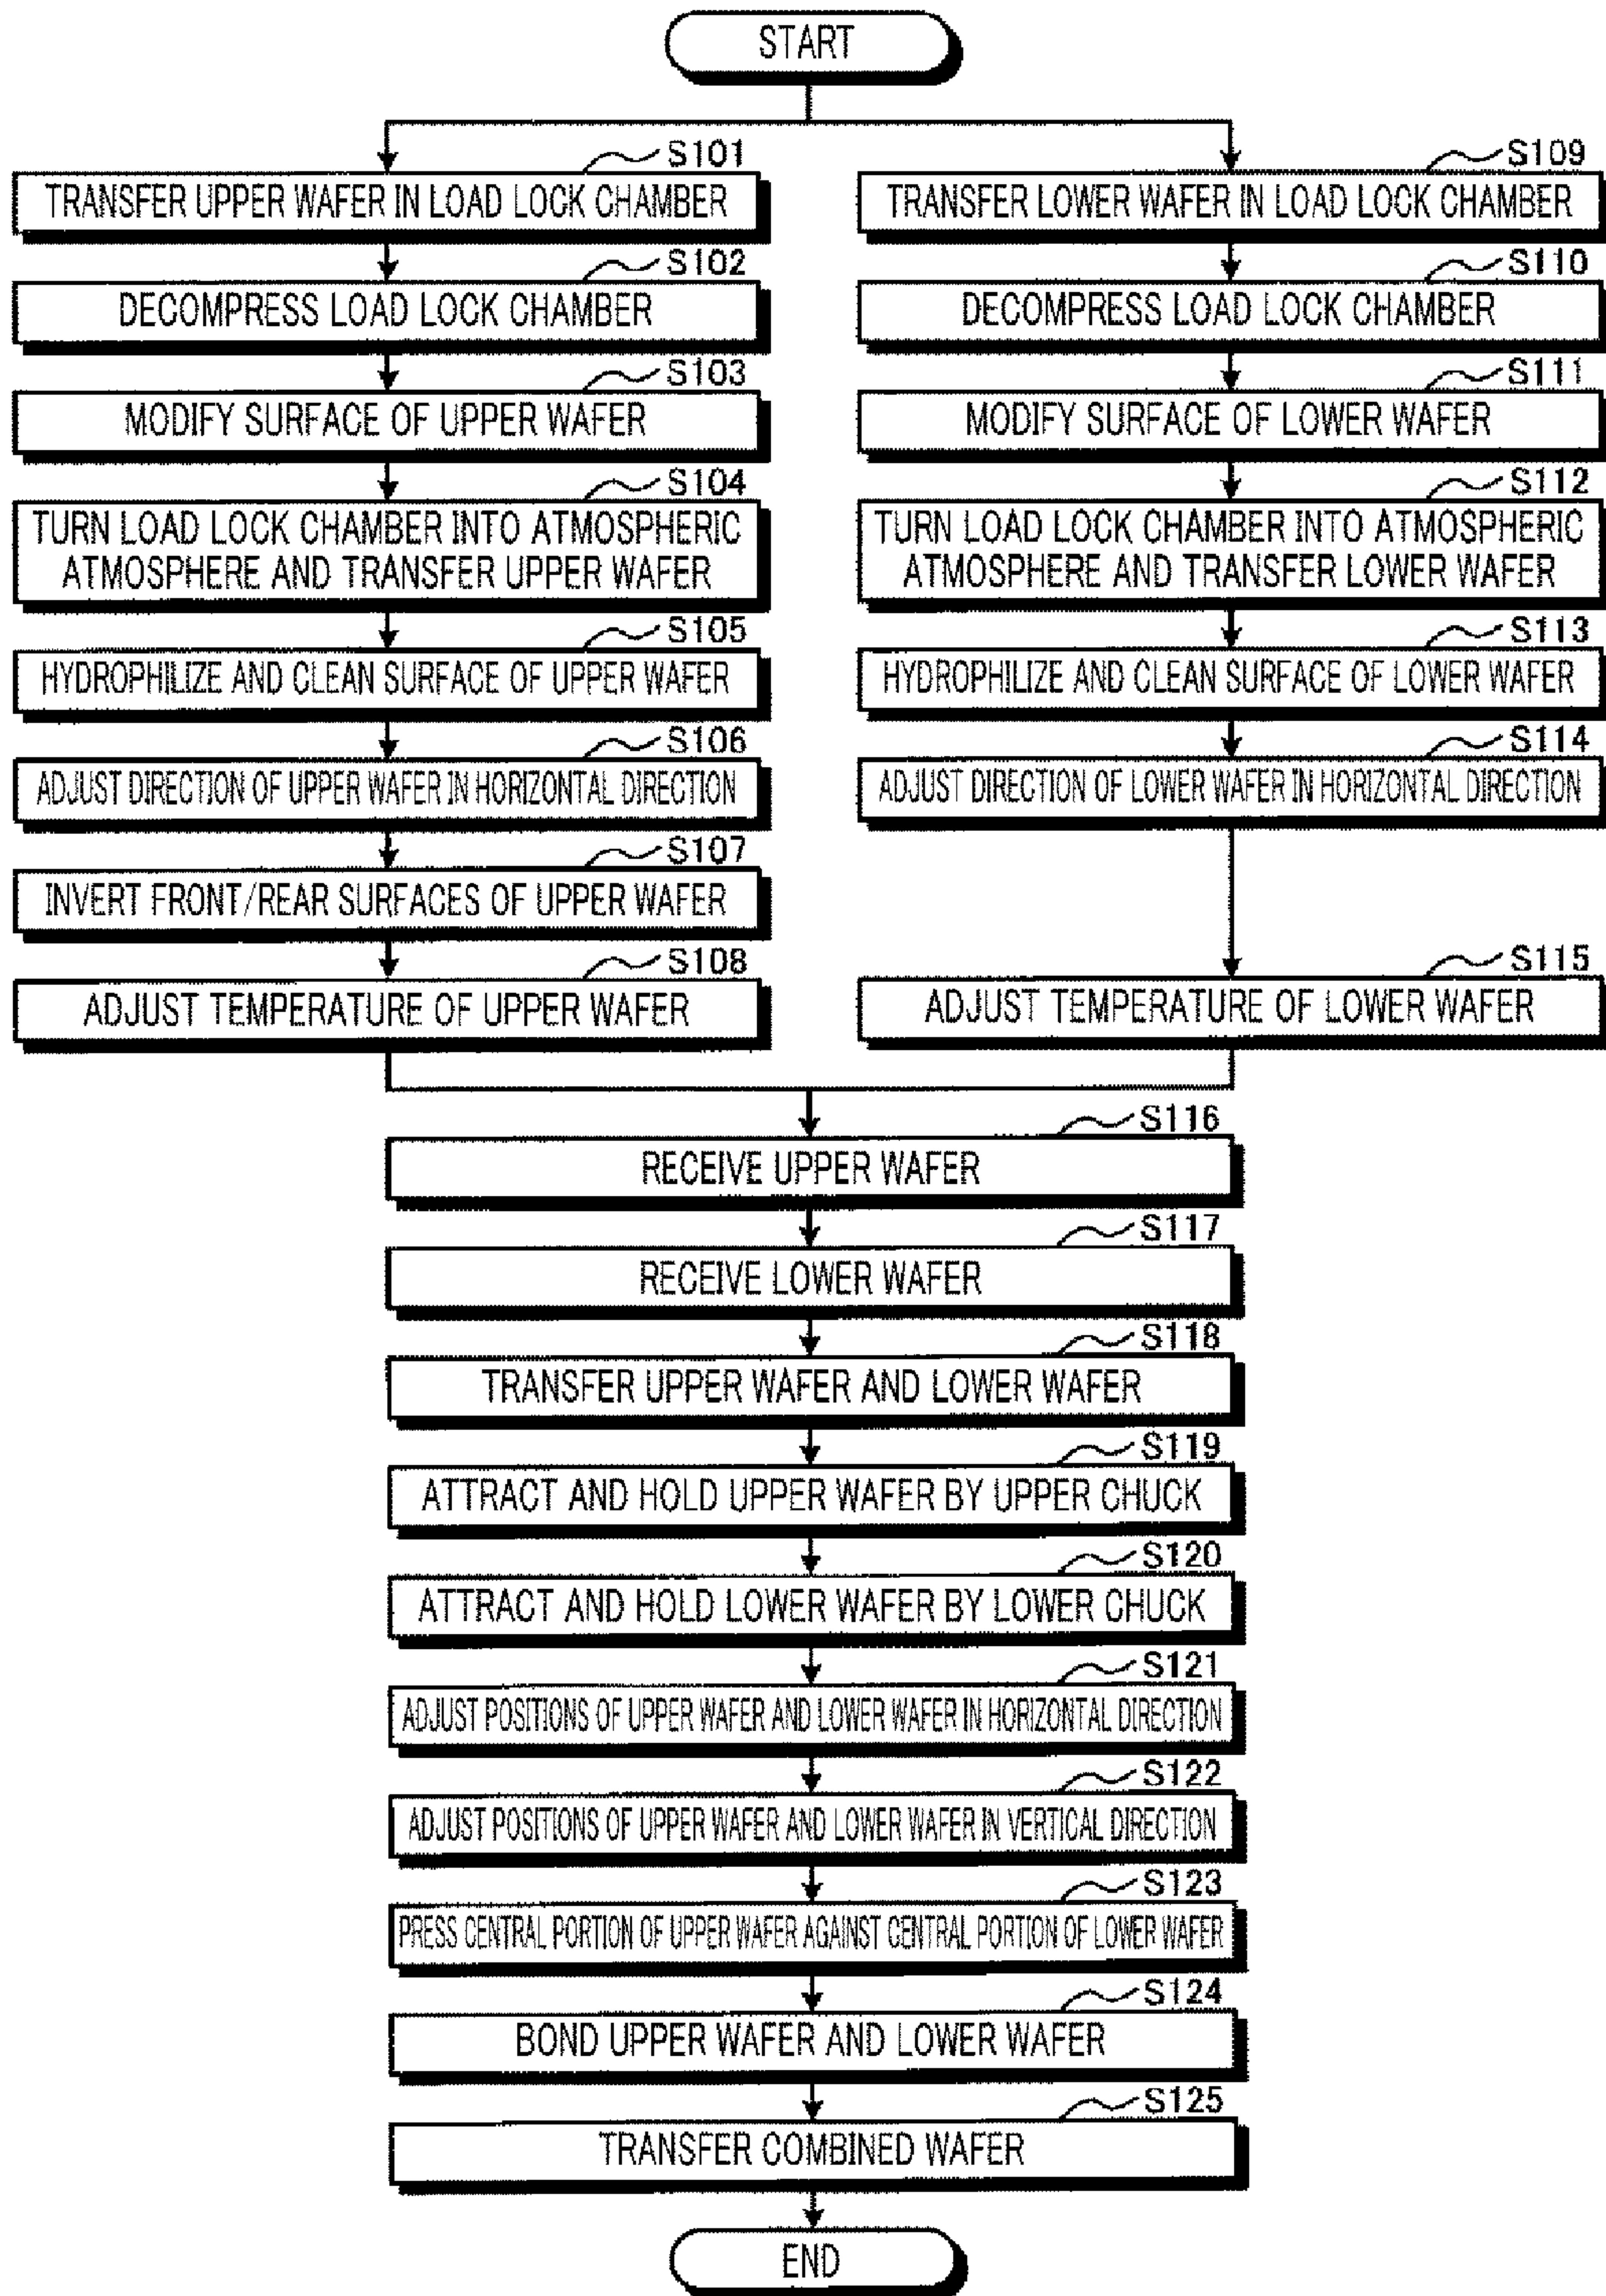 START
S101
TRANSFER UPPER WAFER IN LOAD LOCK CHAMBER
S102
DECOMPRESS LOAD LOCK CHAMBER
S103
MODIFY SURFACE OF UPPER WAFER
S104
TURN LOAD LOCK CHAMBER INTO ATMOSPHERIC
ATMOSPHERE AND TRANSFER UPPER WAFER
S105
HYDROPHILIZE AND CLEAN SURFACE OF UPPER WAFER
S106
ADJUST DIRECTION OF UPPER WAFER IN HORIZONTAL DIRECTION
S107
INVERT FRONT/REAR SURFACES OF UPPER WAFER
S108
ADJUST TEMPERATURE OF UPPER WAFER
S109
TRANSFER LOWER WAFER IN LOAD LOCK CHAMBER
S110
DECOMPRESS LOAD LOCK CHAMBER
S111
MODIFY SURFACE OF LOWER WAFER
S112
TURN LOAD LOCK CHAMBER INTO ATMOSPHERIC
ATMOSPHERE AND TRANSFER LOWER WAFER
S113
HYDROPHILIZE AND CLEAN SURFACE OF LOWER WAFER
S114
ADJUST DIRECTION OF LOWER WAFER IN HORIZONTAL DIRECTION
S115
ADJUST TEMPERATURE OF LOWER WAFER
S116
RECEIVE UPPER WAFER
S117
RECEIVE LOWER WAFER
S118
TRANSFER UPPER WAFER AND LOWER WAFER
S119
ATTRACT AND HOLD UPPER WAFER BY UPPER CHUCK
S120
ATTRACT AND HOLD LOWER WAFER BY LOWER CHUCK
S121
ADJUST POSITIONS OF UPPER WAFER AND LOWER WAFER IN HORIZONTAL DIRECTION
S122
ADJUST POSITIONS OF UPPER WAFER AND LOWER WAFER IN VERTICAL DIRECTION
S123
PRESS CENTRAL PORTION OF UPPER WAFER AGAINST CENTRAL PORTION OF LOWER WAFER
S124
BOND UPPER WAFER AND LOWER WAFER
S125
TRANSFER COMBINED WAFER
END